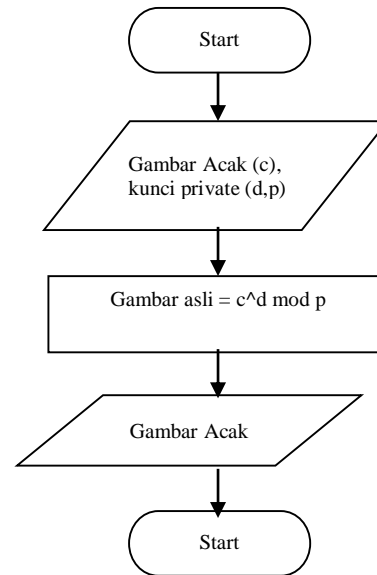 Start
Gambar Acak (c),
kunci private (d,p)
Gambar asli = c^d mod p
Gambar Acak
Start